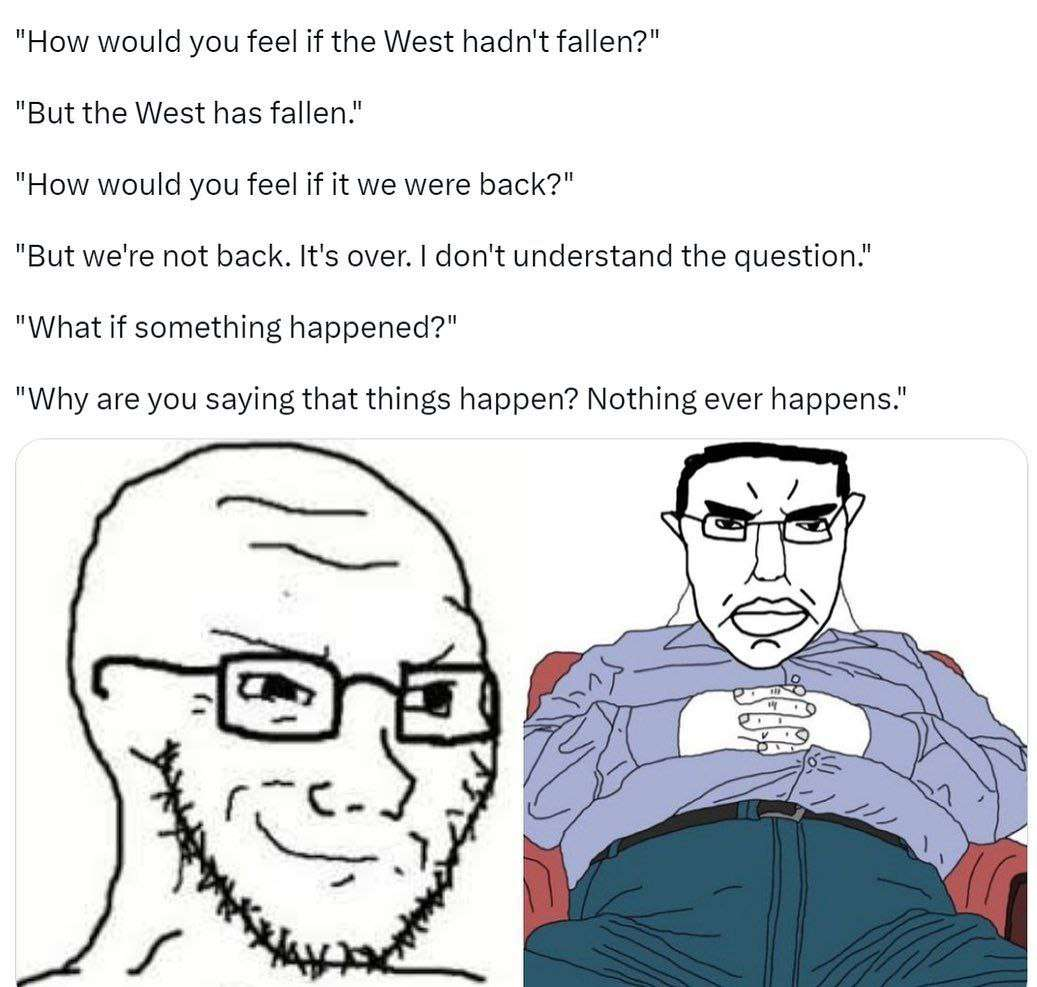 "How would you feel if the West hadn't fallen?"
"But the West has fallen."
"How would you feel if it we were back?"
"But we're not back. It's over. I don't understand the question."
"What if something happened?"
"Why are you saying that things happen? Nothing ever happens."